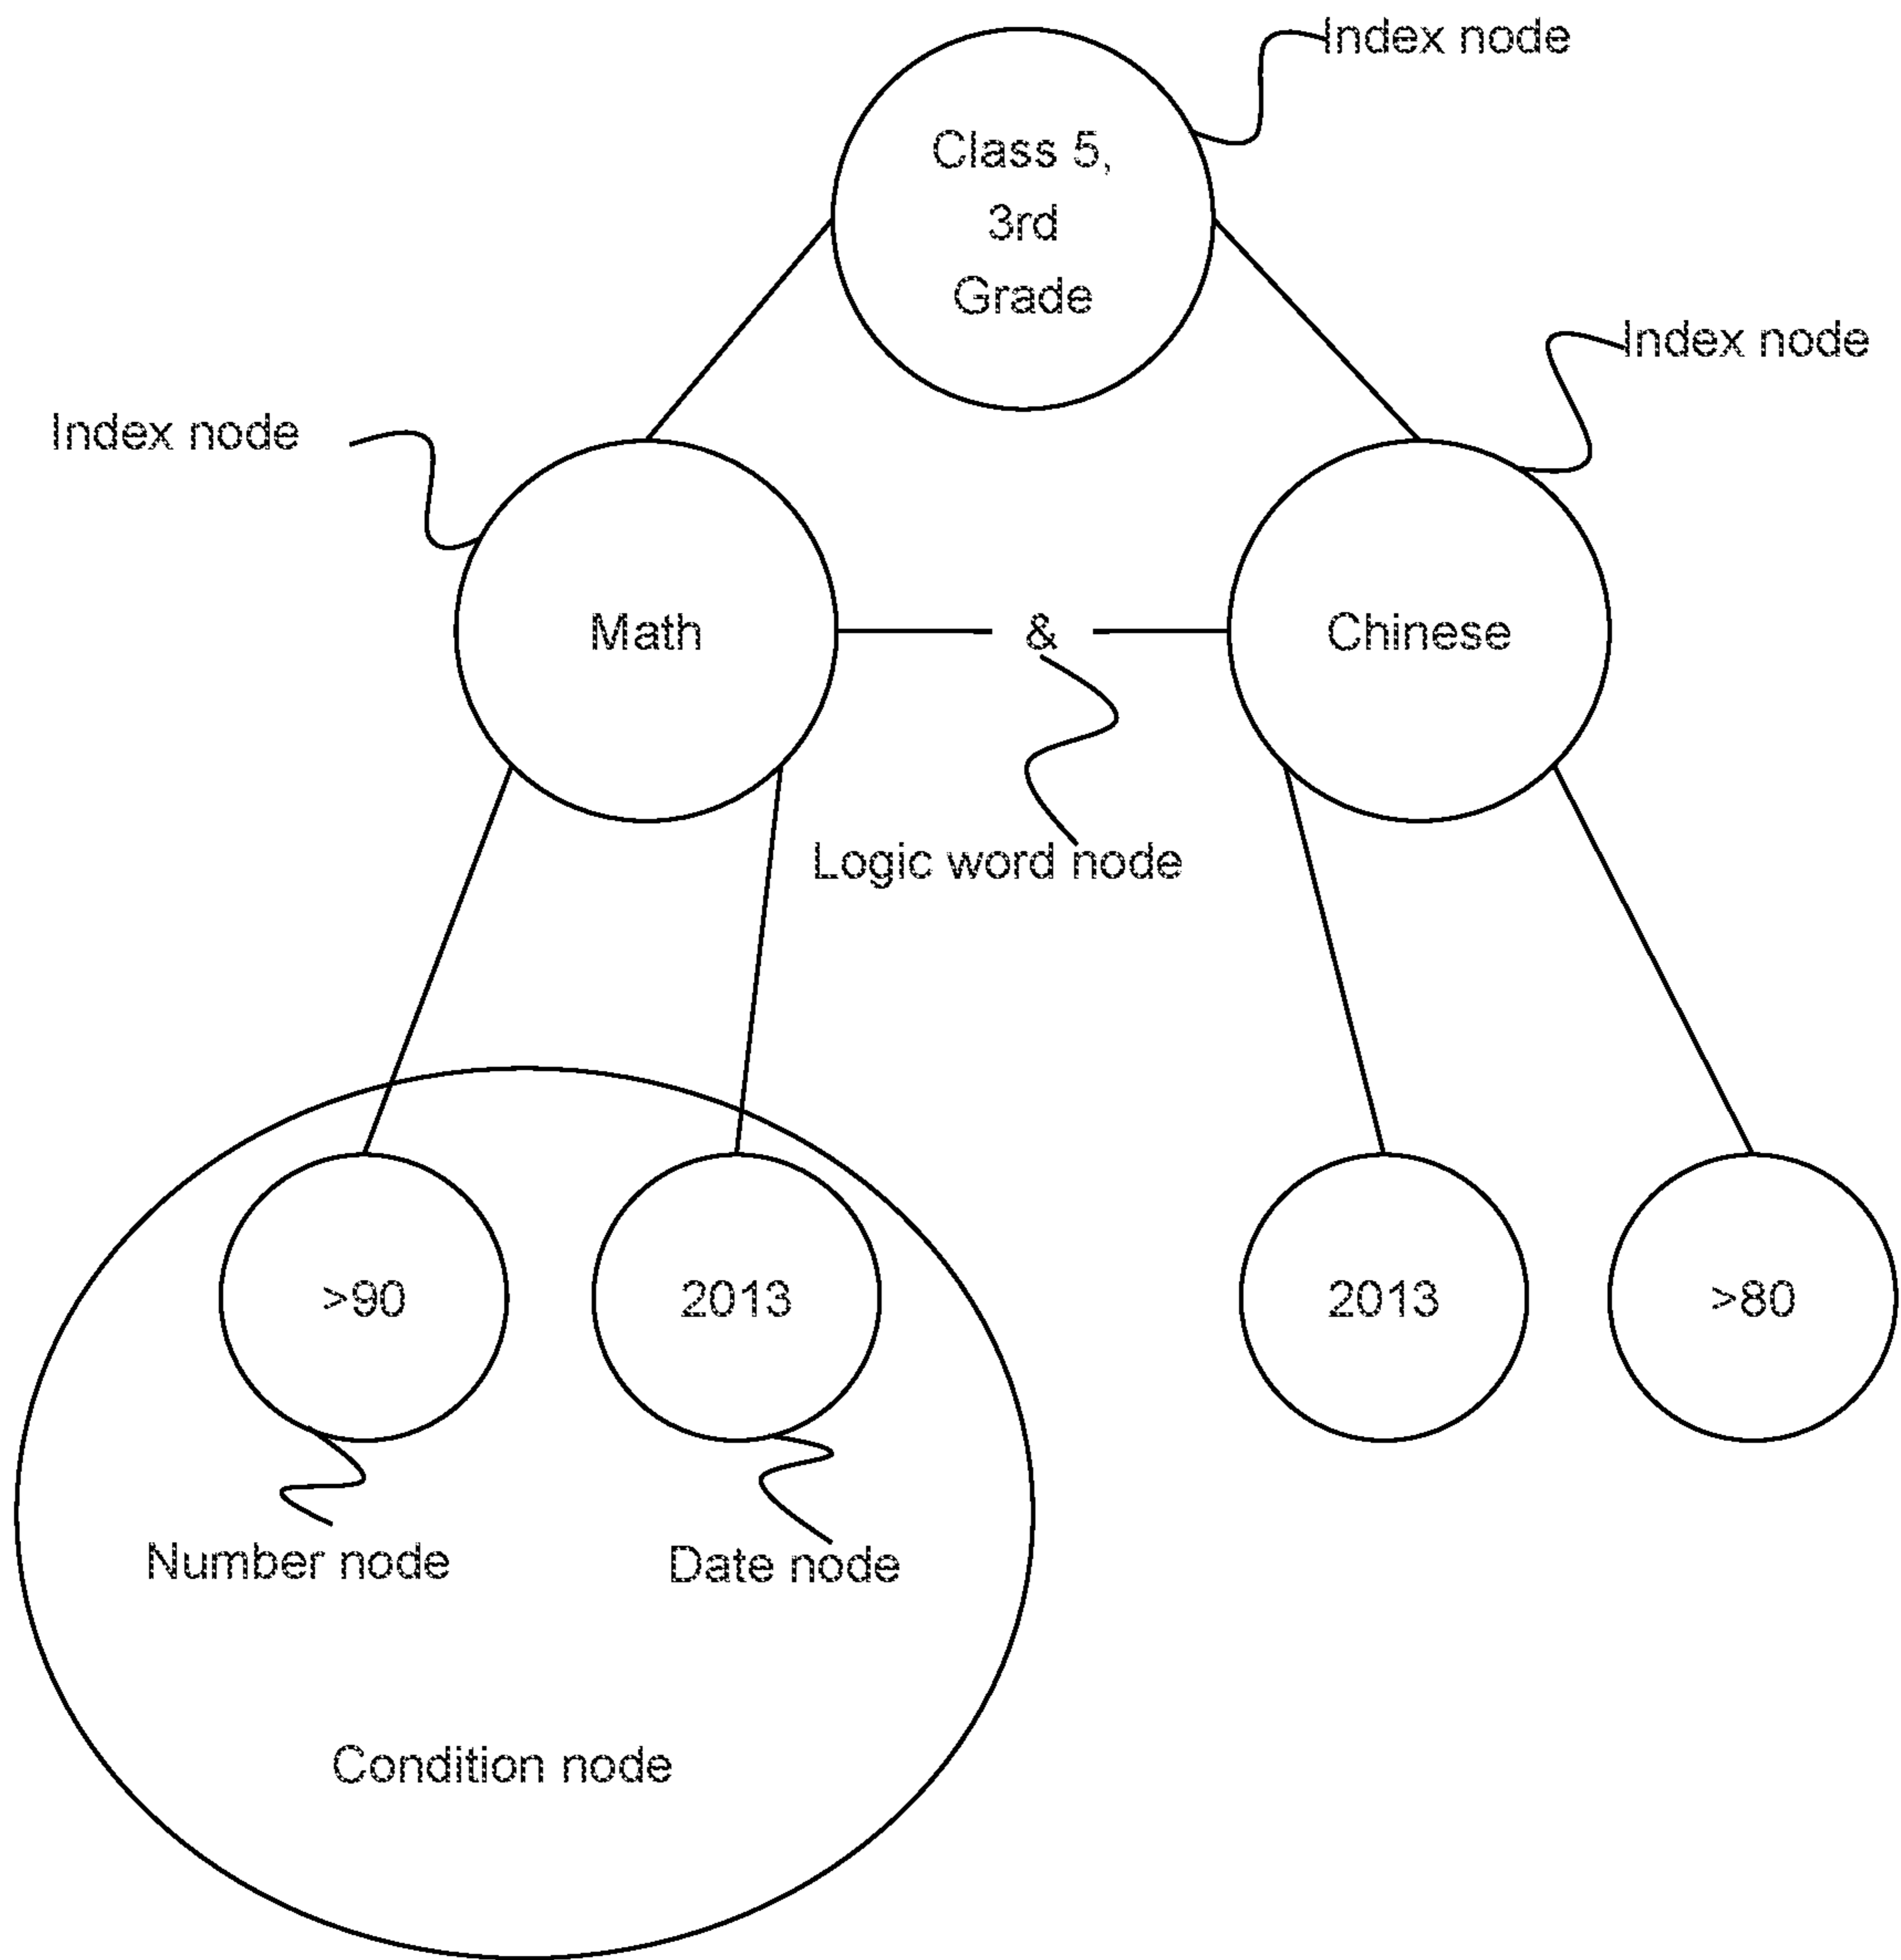 Index node
Class 5,
3rd
Grade
Index node
Index node
Math
&
Chinese
Logic word node
>90
2013
2013
>80
Number node
Date node
Condition node